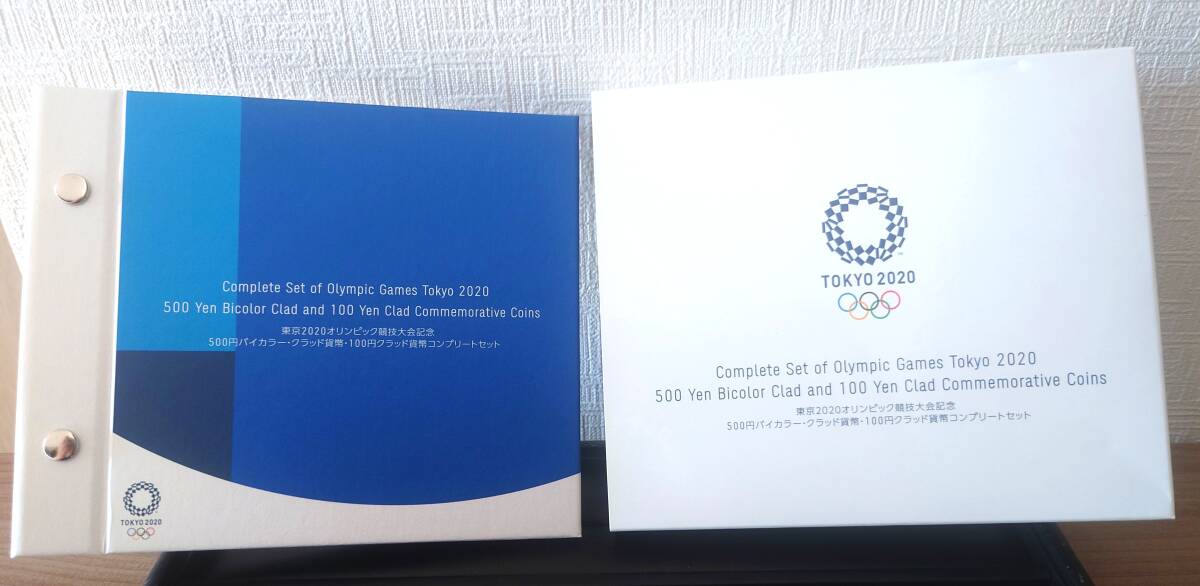 Complete Set of Olympic Games Tokyo 2020
500 Yen Bicolor Clad and 100 Yen Clad Commemorative Coins
東京2020オリンピック競技大会記念
500円バイカラー・クラッド貨幣・100円クラッド貨幣コンプリートセット
TOKYO 2020
TOKYO 2020
Complete Set of Olympic Games Tokyo 2020
500 Yen Bicolor Clad and 100 Yen Clad Commemorative Coins
東京2020オリンピック競技大会記念
500円バイカラー・クラッド貨幣・100円クラッド貨幣コンプリートセット